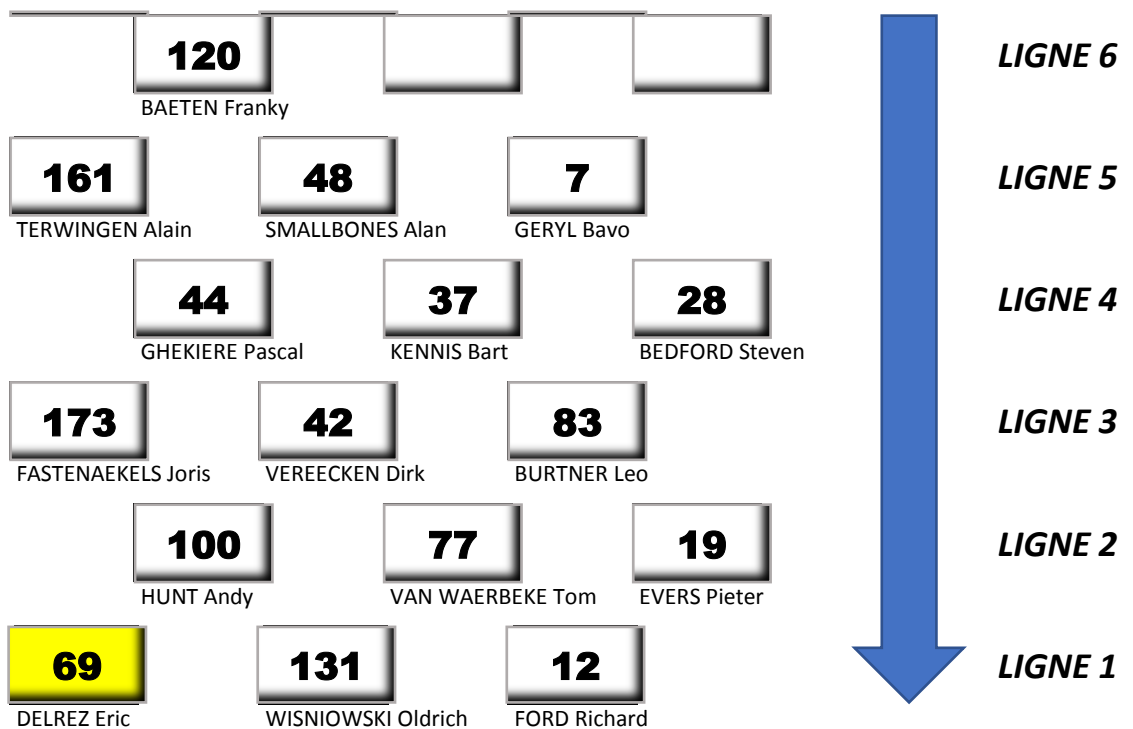 120 LIGNE 6
BAETEN Franky
161 48 7 LIGNE 5
TERWINGEN Alain SMALLBONES Alan GERYL Bavo
44 37 28 LIGNE 4
GHEKIERE Pascal KENNIS Bart BEDFORD Steven
173 42 83 LIGNE 3
FASTENAEKELS Joris VEREECKEN Dirk BURTNER Leo
100 77 19 LIGNE 2
HUNT Andy VAN WAERBEKE Tom EVERS Pieter
69 131 12 LIGNE 1
DELREZ Eric WISNIOWSKI Oldrich FORD Richard